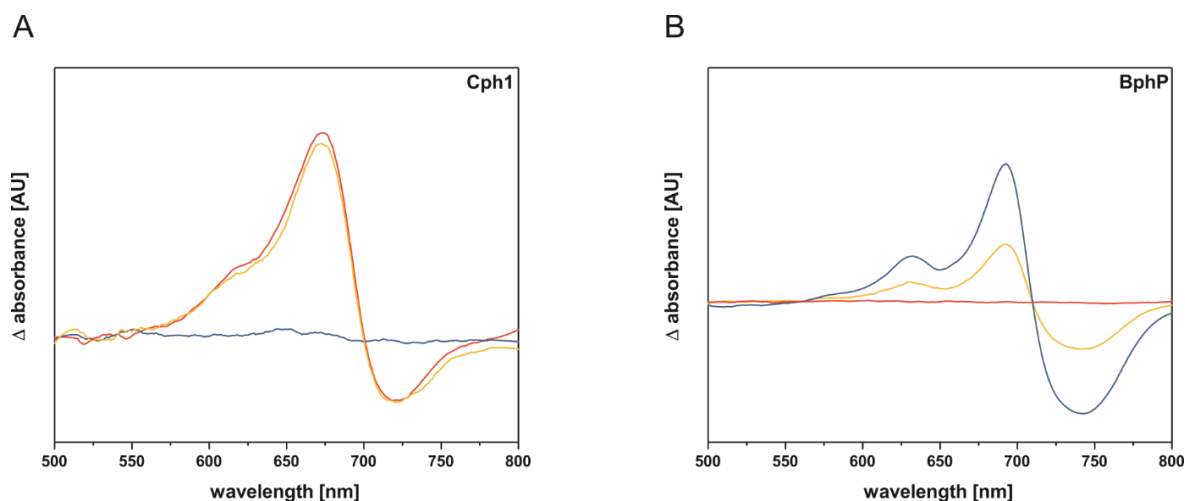 A
Cph1
Δ absorbance [AU]
500 550 600 650 700 750 800
wavelength [nm]
B
BphP
Δ absorbance [AU]
500 550 600 650 700 750 800
wavelength [nm]